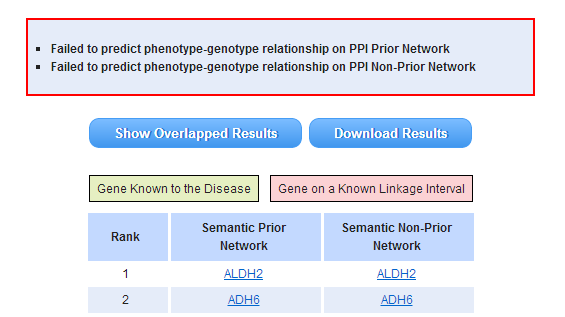 Failed to predict phenotype-genotype relationship on PPI Prior Network
Failed to predict phenotype-genotype relationship on PPI Non-Prior Network
Show Overlapped Results
Download Results
Gene Known to the Disease
Gene on a Known Linkage Interval
Rank
Semantic Prior
Network
Semantic Non-Prior
Network
1
ALDH2
ALDH2
2
ADH6
ADH6